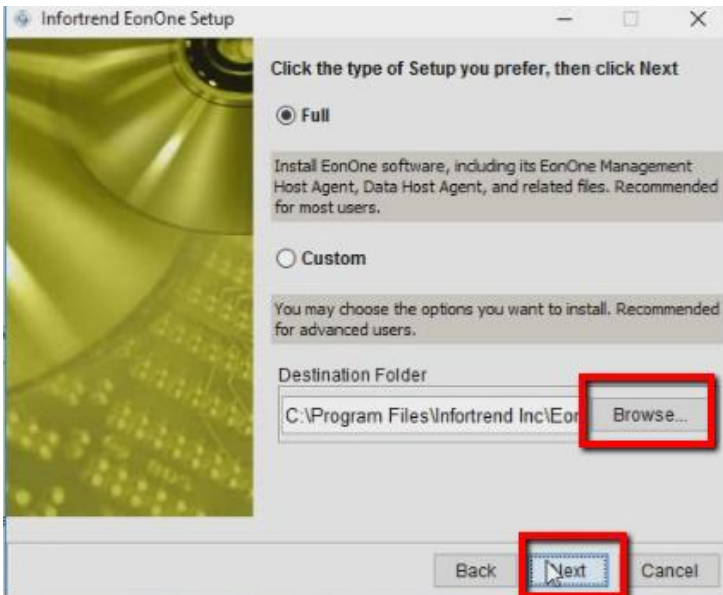 Infortrend EonOne Setup
Click the type of Setup you prefer, then click Next
Full
Install EonOne software, including its EonOne Management
Host Agent, Data Host Agent, and related files. Recommended
for most users.
Custom
You may choose the options you want to install. Recommended
for advanced users.
Destination Folder
C:\Program Files\Infortrend Inc\Eon Browse...
Back Next Cancel